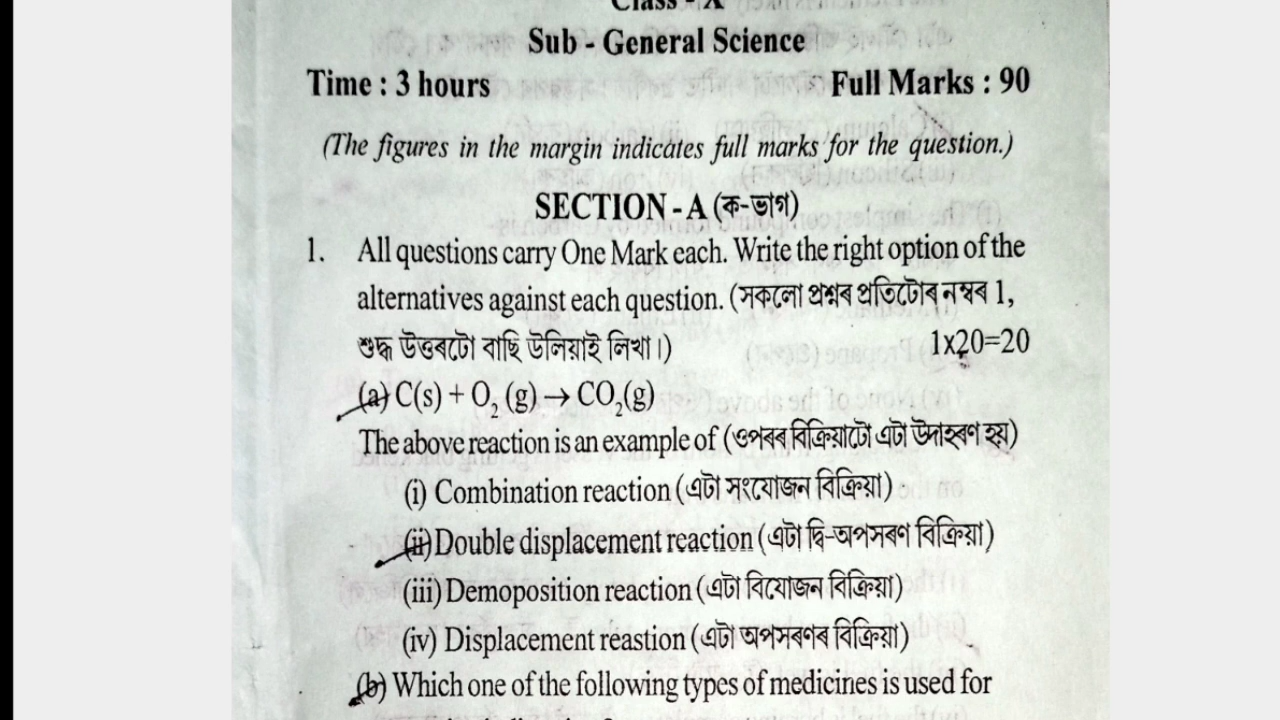 Class - X
Sub - General Science
Time : 3 hours Full Marks : 90
(The figures in the margin indicates full marks for the question.)
SECTION - A (ক-ভাগ)
1. All questions carry One Mark each. Write the right option of the
alternatives against each question. (সকলো প্ৰশ্নৰ প্ৰতিটোৰ নম্বৰ 1,
শুদ্ধ উত্তৰটো বাছি উলিয়াই লিখা।) 1x20=20
(a) C(s) + O₂ (g) → CO₂(g)
The above reaction is an example of (ওপৰৰ বিক্ৰিয়াটো এটা উদাহৰণ হয়)
(i) Combination reaction (এটা সংযোজন বিক্ৰিয়া)
(ii) Double displacement reaction (এটা দ্বি-অপসৰণ বিক্ৰিয়া)
(iii) Demoposition reaction (এটা বিযোজন বিক্ৰিয়া)
(iv) Displacement reastion (এটা অপসৰণৰ বিক্ৰিয়া)
(b) Which one of the following types of medicines is used for